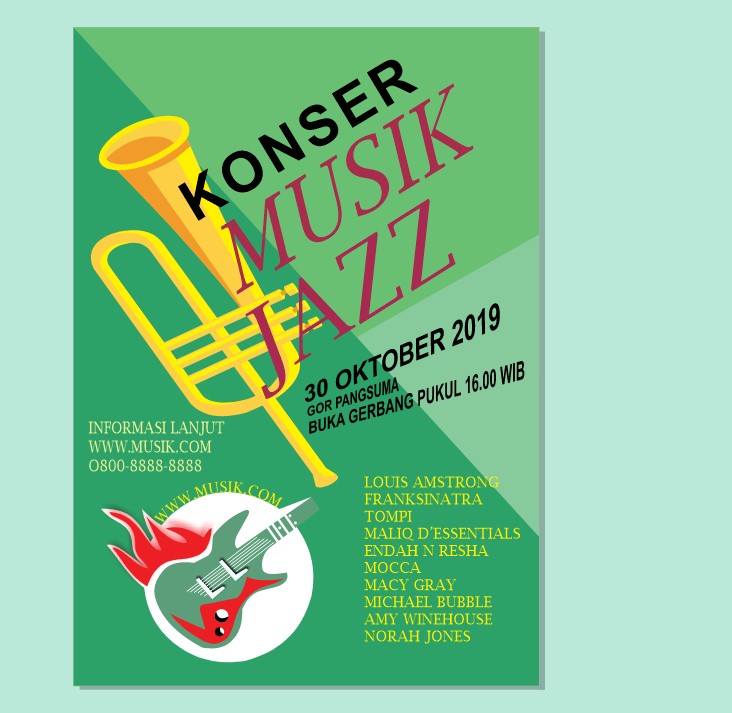 KONSER
MUSIK
JAZZ
30 OKTOBER 2019
GOR PANGSUMA
BUKA GERBANG PUKUL 16.00 WIB
INFORMASI LANJUT
WWW.MUSIK.COM
O800-8888-8888
WWW.MUSIK.COM
LOUIS AMSTRONG
FRANKSINATRA
TOMPI
MALIQ D'ESSENTIALS
ENDAH N RESHA
MOCCA
MACY GRAY
MICHAEL BUBBLE
AMY WINEHOUSE
NORAH JONES